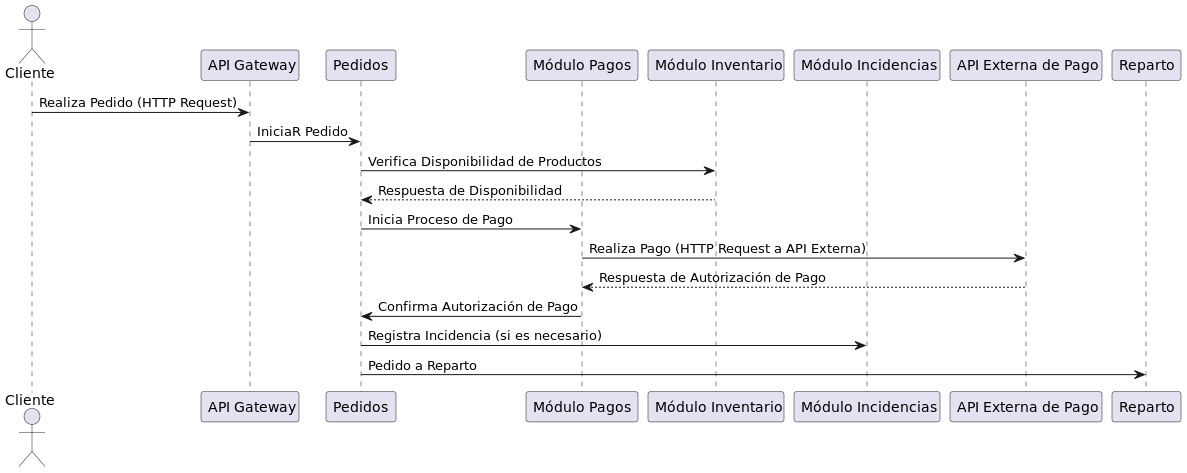 Cliente
API Gateway
Pedidos
Módulo Pagos
Módulo Inventario
Módulo Incidencias
API Externa de Pago
Reparto
Realiza Pedido (HTTP Request)
IniciaR Pedido
Verifica Disponibilidad de Productos
Respuesta de Disponibilidad
Inicia Proceso de Pago
Realiza Pago (HTTP Request a API Externa)
Respuesta de Autorización de Pago
Confirma Autorización de Pago
Registra Incidencia (si es necesario)
Pedido a Reparto
Cliente
API Gateway
Pedidos
Módulo Pagos
Módulo Inventario
Módulo Incidencias
API Externa de Pago
Reparto